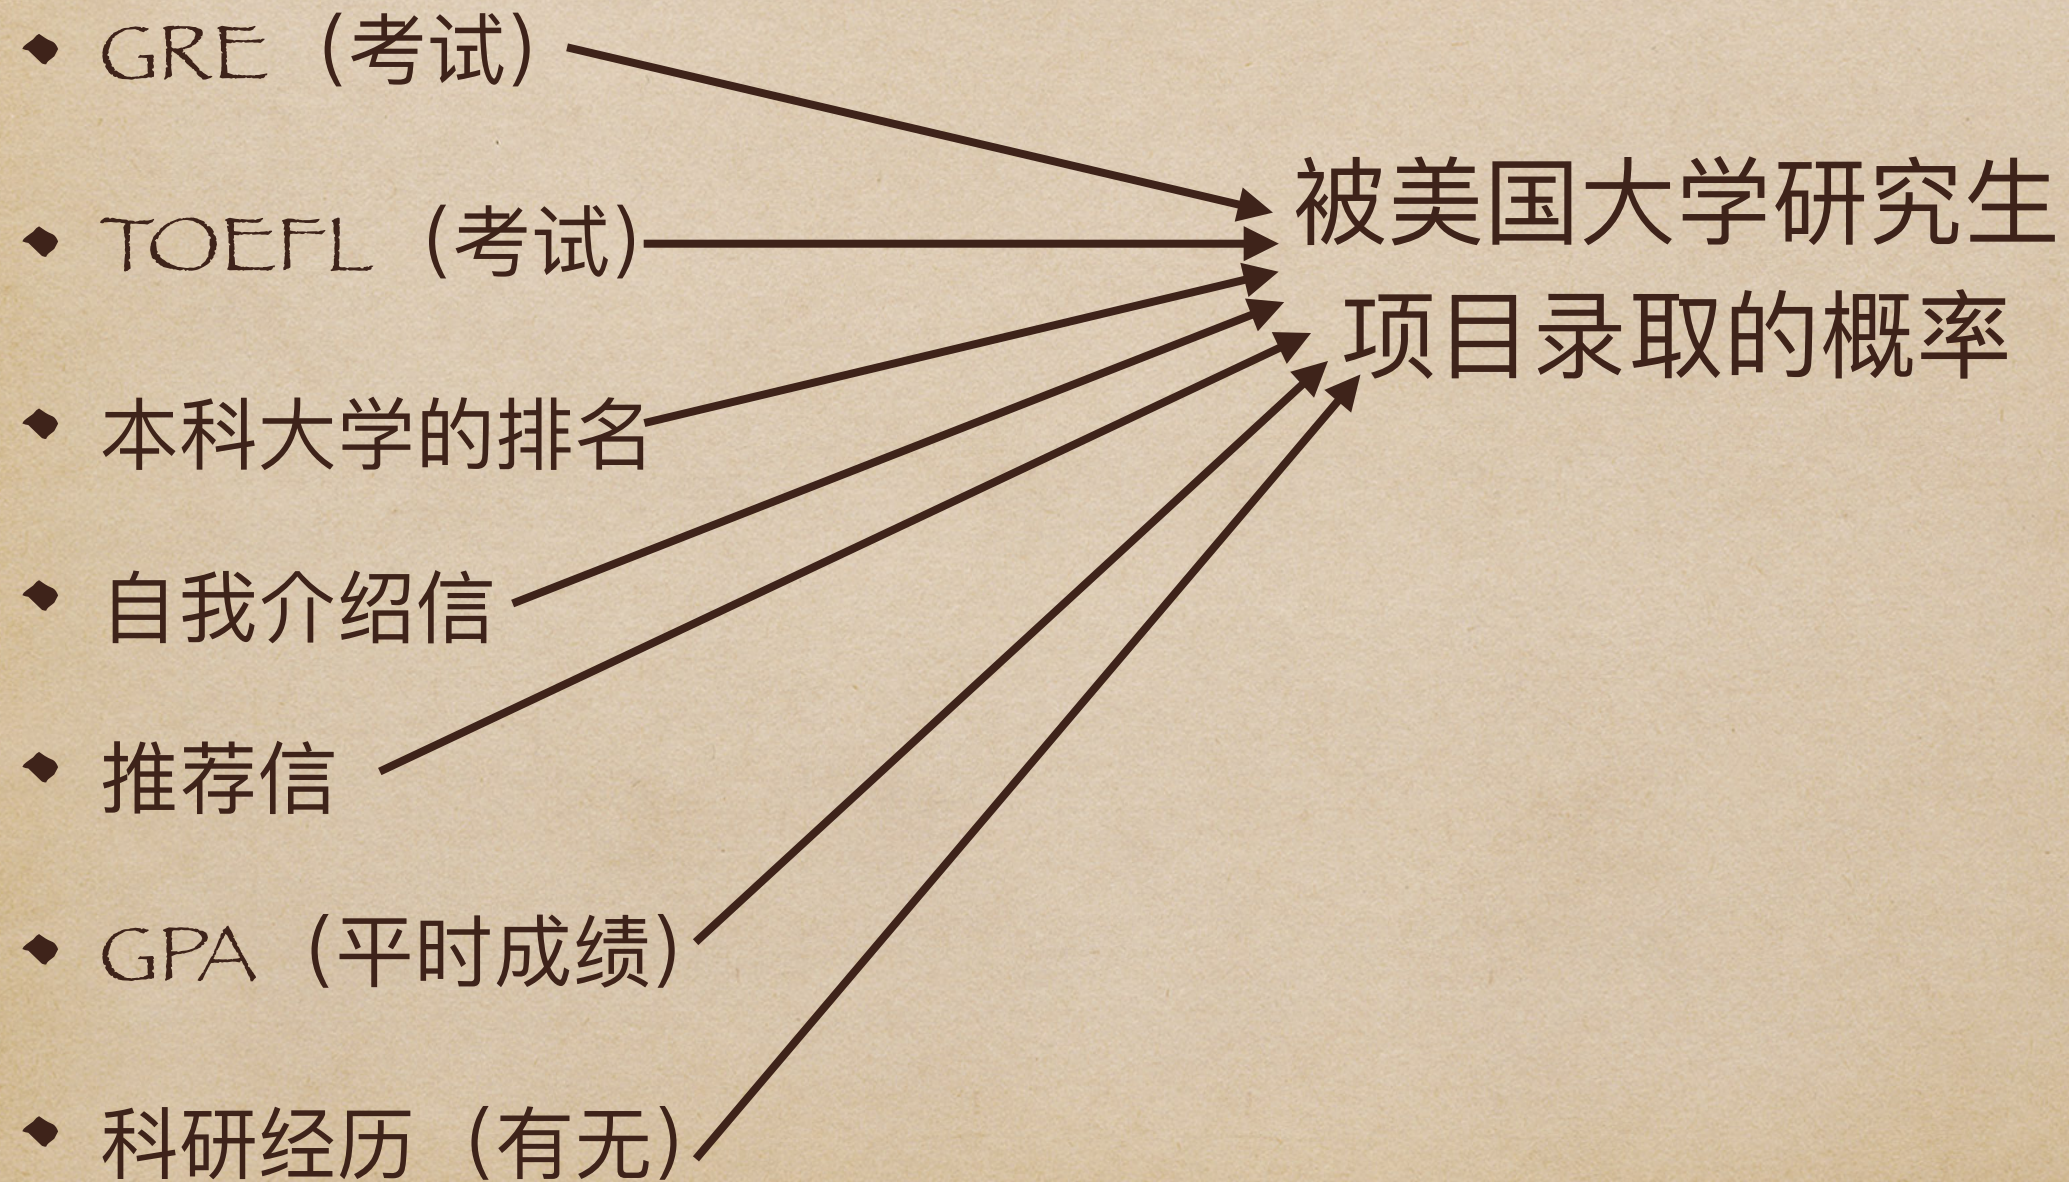 GRE (考试)
TOEFL (考试)
本科大学的排名
自我介绍信
推荐信
GPA (平时成绩)
科研经历 (有无)
被美国大学研究生
项目录取的概率